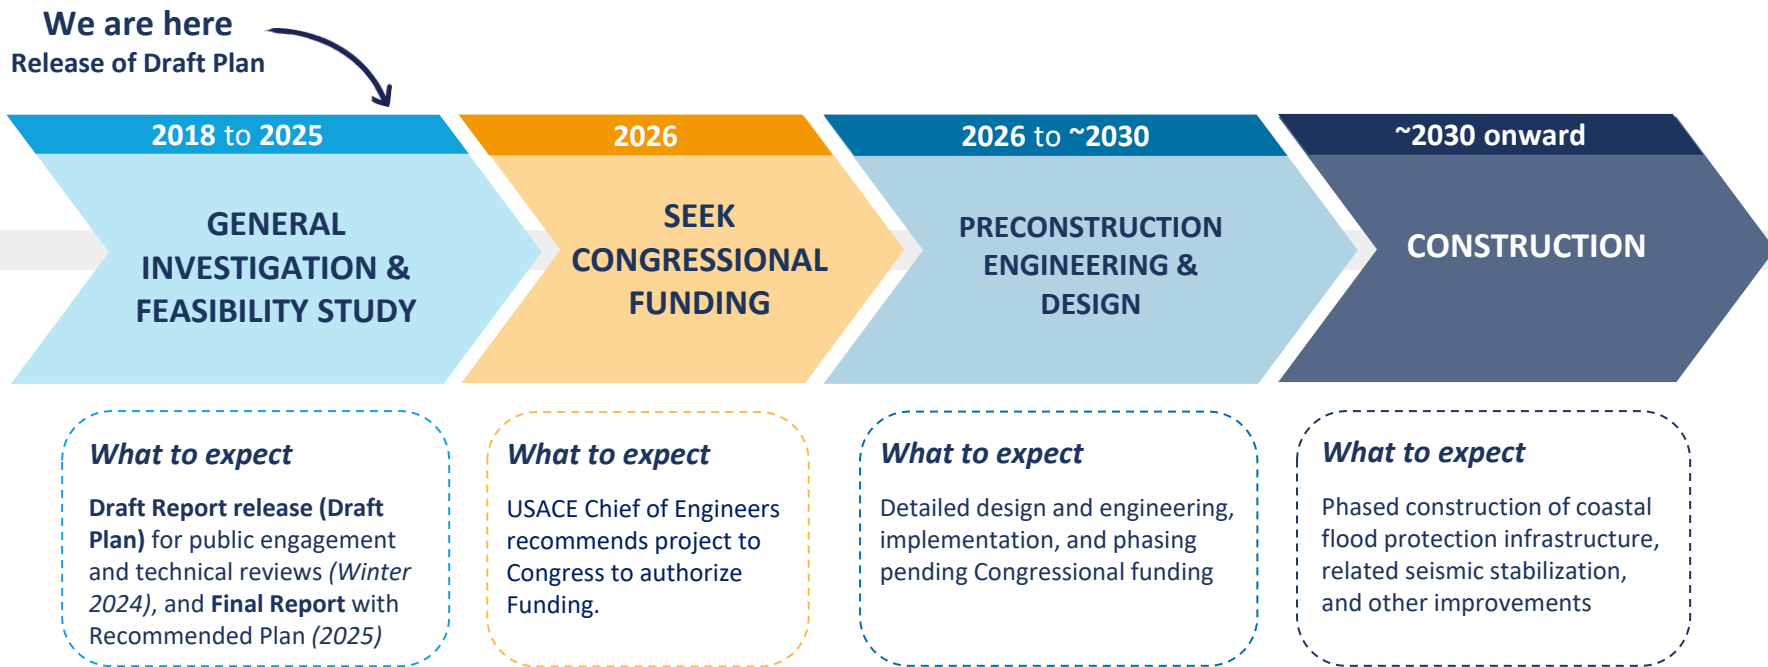 We are here
Release of Draft Plan
2018 to 2025
GENERAL
INVESTIGATION &
FEASIBILITY STUDY
2026
SEEK
CONGRESSIONAL
FUNDING
2026 to ~2030
PRECONSTRUCTION
ENGINEERING &
DESIGN
~2030 onward
CONSTRUCTION
What to expect
Draft Report release (Draft
Plan) for public engagement
and technical reviews (Winter
2024), and Final Report with
Recommended Plan (2025)
What to expect
USACE Chief of Engineers
recommends project to
Congress to authorize
Funding.
What to expect
Detailed design and engineering,
implementation, and phasing
pending Congressional funding
What to expect
Phased construction of coastal
flood protection infrastructure,
related seismic stabilization,
and other improvements